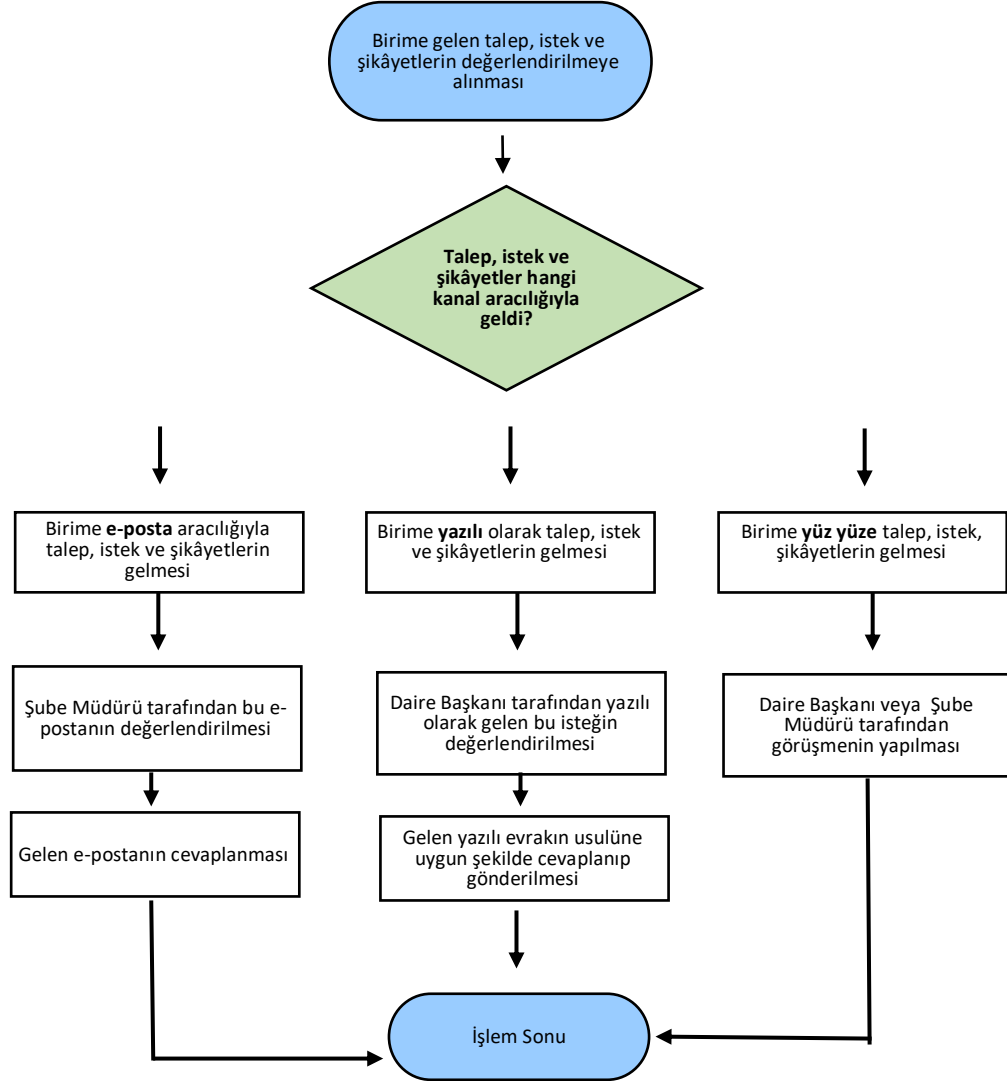 Birime gelen talep, istek ve
şikâyetlerin değerlendirilmeye
alınması
Talep, istek ve
şikâyetler hangi
kanal aracılığıyla
geldi?
Birime e-posta aracılığıyla
talep, istek ve şikâyetlerin
gelmesi
Birime yazılı olarak talep, istek
ve şikâyetlerin gelmesi
Birime yüz yüze talep, istek,
şikâyetlerin gelmesi
Şube Müdürü tarafından bu e-
postanın değerlendirilmesi
Daire Başkanı tarafından yazılı
olarak gelen bu isteğin
değerlendirilmesi
Daire Başkanı veya Şube
Müdürü tarafından
görüşmenin yapılması
Gelen e-postanın cevaplanması
Gelen yazılı evrakın usulüne
uygun şekilde cevaplanıp
gönderilmesi
İşlem Sonu